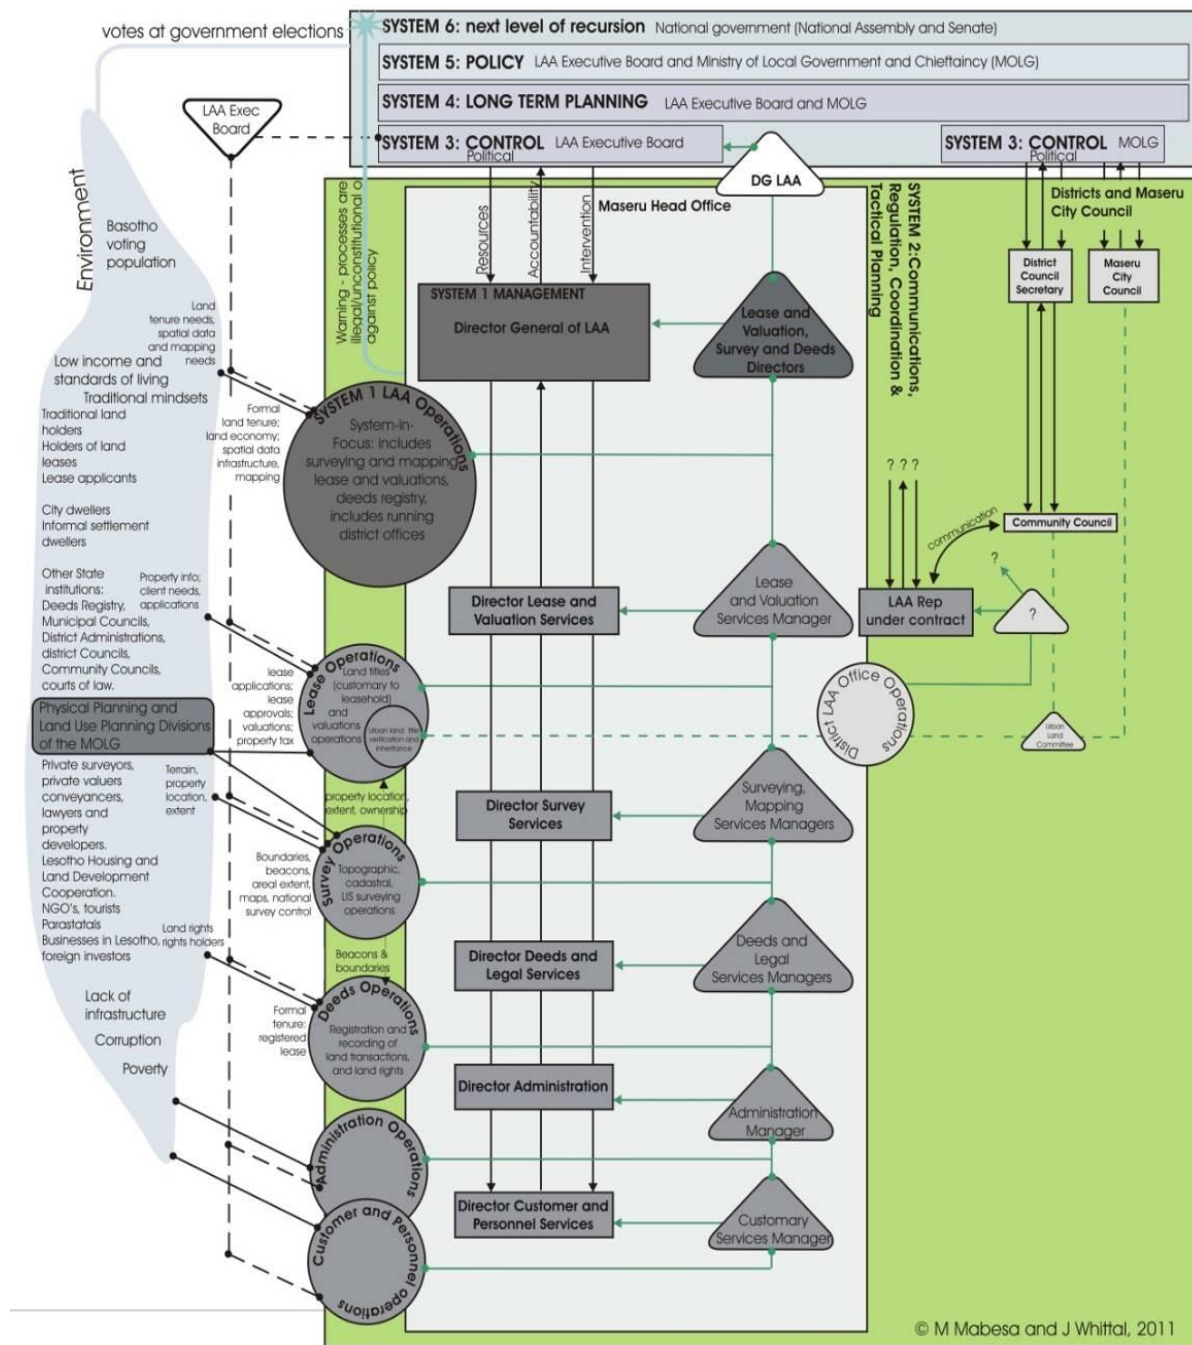 votes at government elections
SYSTEM 6: next level of recursion National government (National Assembly and Senate)
SYSTEM 5: POLICY LAA Executive Board and Ministry of Local Government and Chieftaincy (MOLG)
SYSTEM 4: LONG TERM PLANNING LAA Executive Board and MOLG
SYSTEM 3: CONTROL LAA Executive Board
Political
SYSTEM 3: CONTROL MOLG
Political
LAA Exec
Board
DG LAA
Maseru Head Office
Resources
Accountability
Intervention
Warning - processes are
illegal/unconstitutional or
against policy
SYSTEM 2:Communications,
Regulation, Coordination &
Tactical Planning
Districts and Maseru
City Council
District
Council
Secretary
Maseru
City
Council
Environment
Basotho
voting
population
Land
tenure needs,
spatial data
and mapping
needs
Low income and
standards of living
Traditional mindsets
Traditional land
holders
Holders of land
leases
Lease applicants
City dwellers
Informal settlement
dwellers
Other State
institutions:
Deeds Registry,
Municipal Councils,
District Administrations,
district Councils,
Community Councils,
courts of law.
Property info;
client needs,
applications
Physical Planning and
Land Use Planning Divisions
of the MOLG
Private surveyors,
private valuers
conveyancers,
lawyers and
property
developers.
Lesotho Housing and
Land Development
Cooperation.
NGO's, tourists
Parastatals
Businesses in Lesotho,
foreign investors
Terrain,
property
location,
extent
Land rights
rights holders
Lack of
infrastructure
Corruption
Poverty
Formal
land tenure;
land economy;
spatial data
infrastructure,
mapping
SYSTEM 1 LAA Operations
System-in-
Focus: includes
surveying and mapping,
lease and valuations,
deeds registry,
includes running
district offices
SYSTEM 1 MANAGEMENT
Director General of LAA
Lease and
Valuation,
Survey and Deeds
Directors
? ? ?
communication
Community Council
Director Lease and
Valuation Services
Lease
and Valuation
Services Manager
LAA Rep
under contract
?
?
lease
applications;
lease
approvals;
valuations;
property tax
Lease Operations
Land titles
(customary to
leasehold)
and
valuations
operations
Urban land title
verification and
inheritance
District LAA Office Operations
Urban
Land
Committee
property location,
extent, ownership
Director Survey
Services
Surveying,
Mapping
Services Managers
Boundaries,
beacons,
areal extent,
maps, national
survey control
Survey Operations
Topographic,
cadastral,
LIS surveying
operations
Beacons &
boundaries
Director Deeds and
Legal Services
Deeds and
Legal
Services Managers
Formal
tenure:
registered
lease
Deeds Operations
Registration and
recording of
land transactions,
and land rights
Director Administration
Administration
Manager
Administration Operations
Director Customer and
Personnel Services
Customary
Services Manager
Customer and Personnel operations
© M Mabesa and J Whittal, 2011